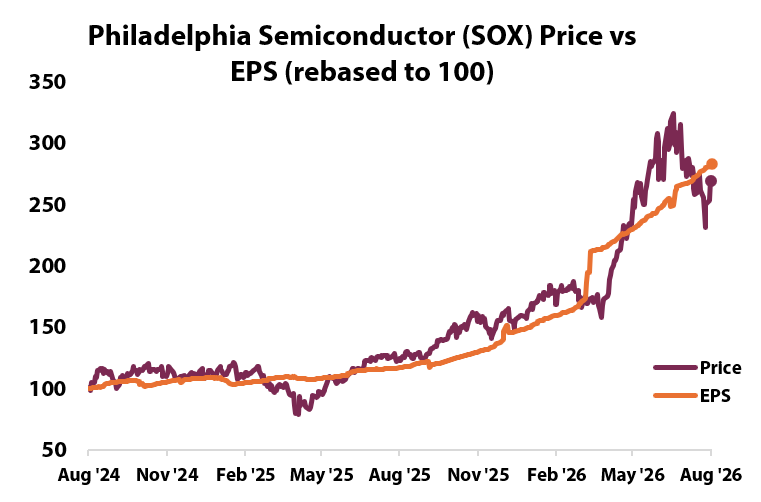 Philadelphia Semiconductor (SOX) Price vs
EPS (rebased to 100)
350
300
250
200
150
100
50
Price
EPS
Aug '24 Nov '24 Feb '25 May '25 Aug '25 Nov '25 Feb '26 May '26 Aug '26